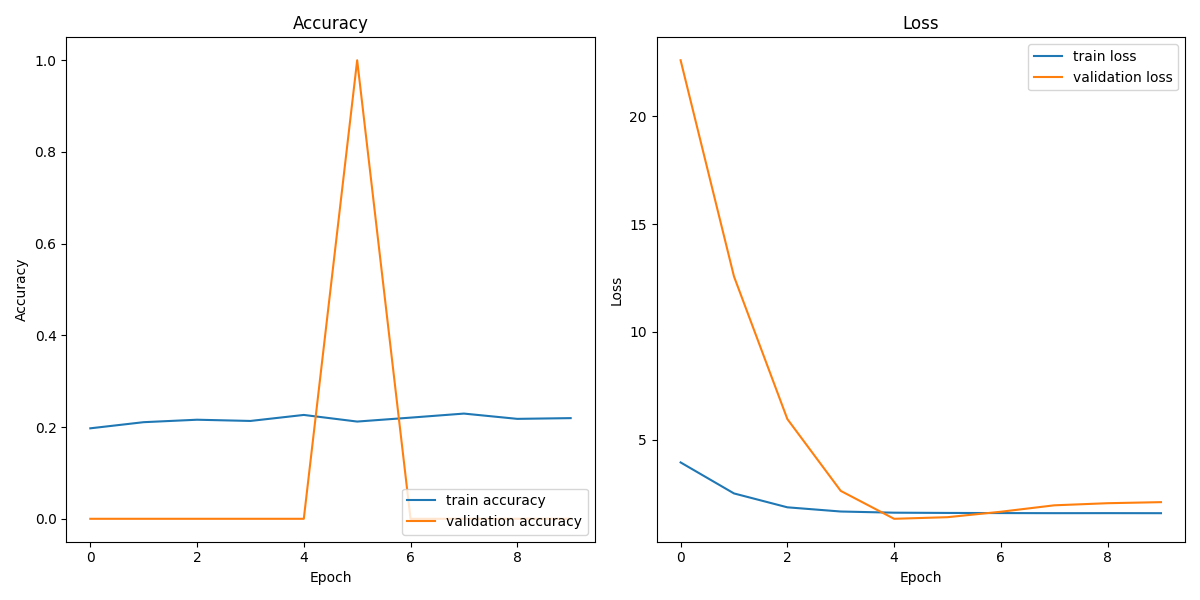 Accuracy
Accuracy
1.0
0.8
0.6
0.4
0.2
0.0
0 2 4 6 8
Epoch
train accuracy
validation accuracy
Loss
Loss
20
15
10
5
0 2 4 6 8
Epoch
train loss
validation loss